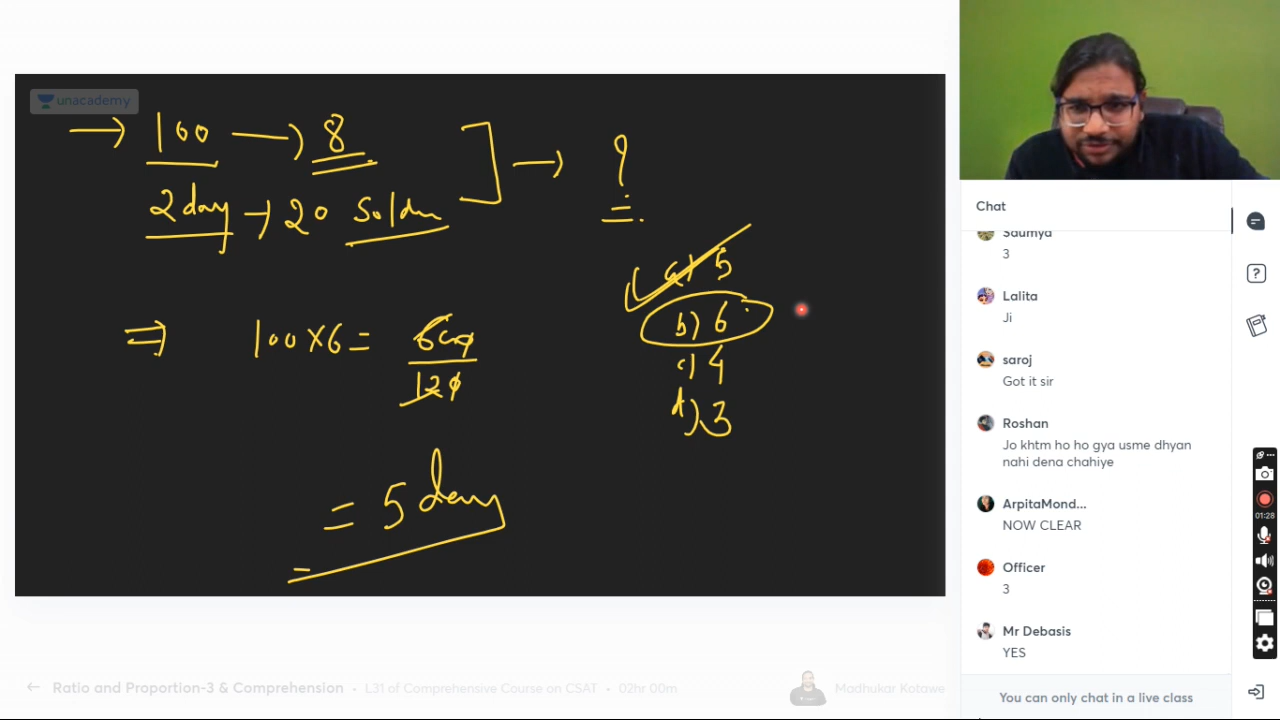 unacademy
→ 100 → 8
2 day → 20 Solder
] → ?
a) 5
b) 6
c) 4
d) 3
⇒ 100 × 6 = 600
120
= 5 days
=
← Ratio and Proportion-3 & Comprehension • L31 of Comprehensive Course on CSAT • 02hr 00m
Madhukar Kotawe
Chat
Saumya
3
Lalita
Ji
saroj
Got it sir
Roshan
Jo khtm ho ho gya usme dhyan
nahi dena chahiye
ArpitaMond...
NOW CLEAR
Officer
3
Mr Debasis
YES
You can only chat in a live class
01:28